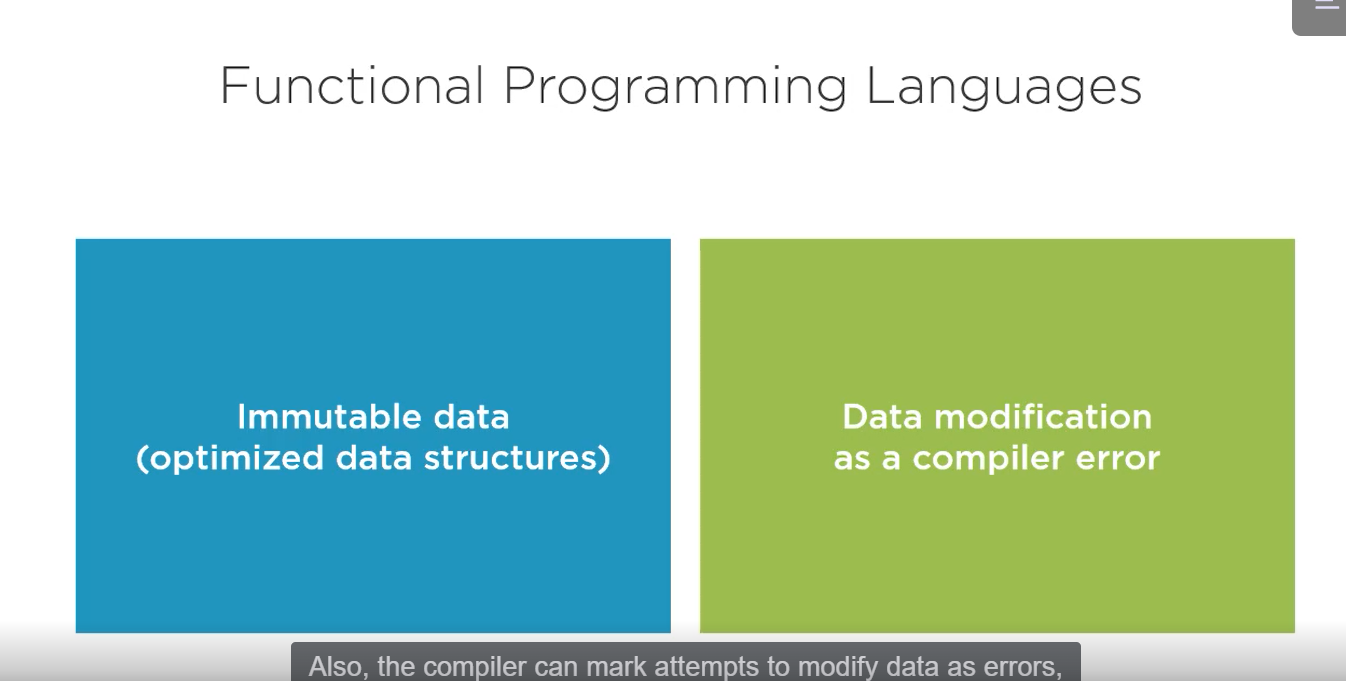 Functional Programming Languages
Immutable data
(optimized data structures)
Data modification
as a compiler error
Also, the compiler can mark attempts to modify data as errors,